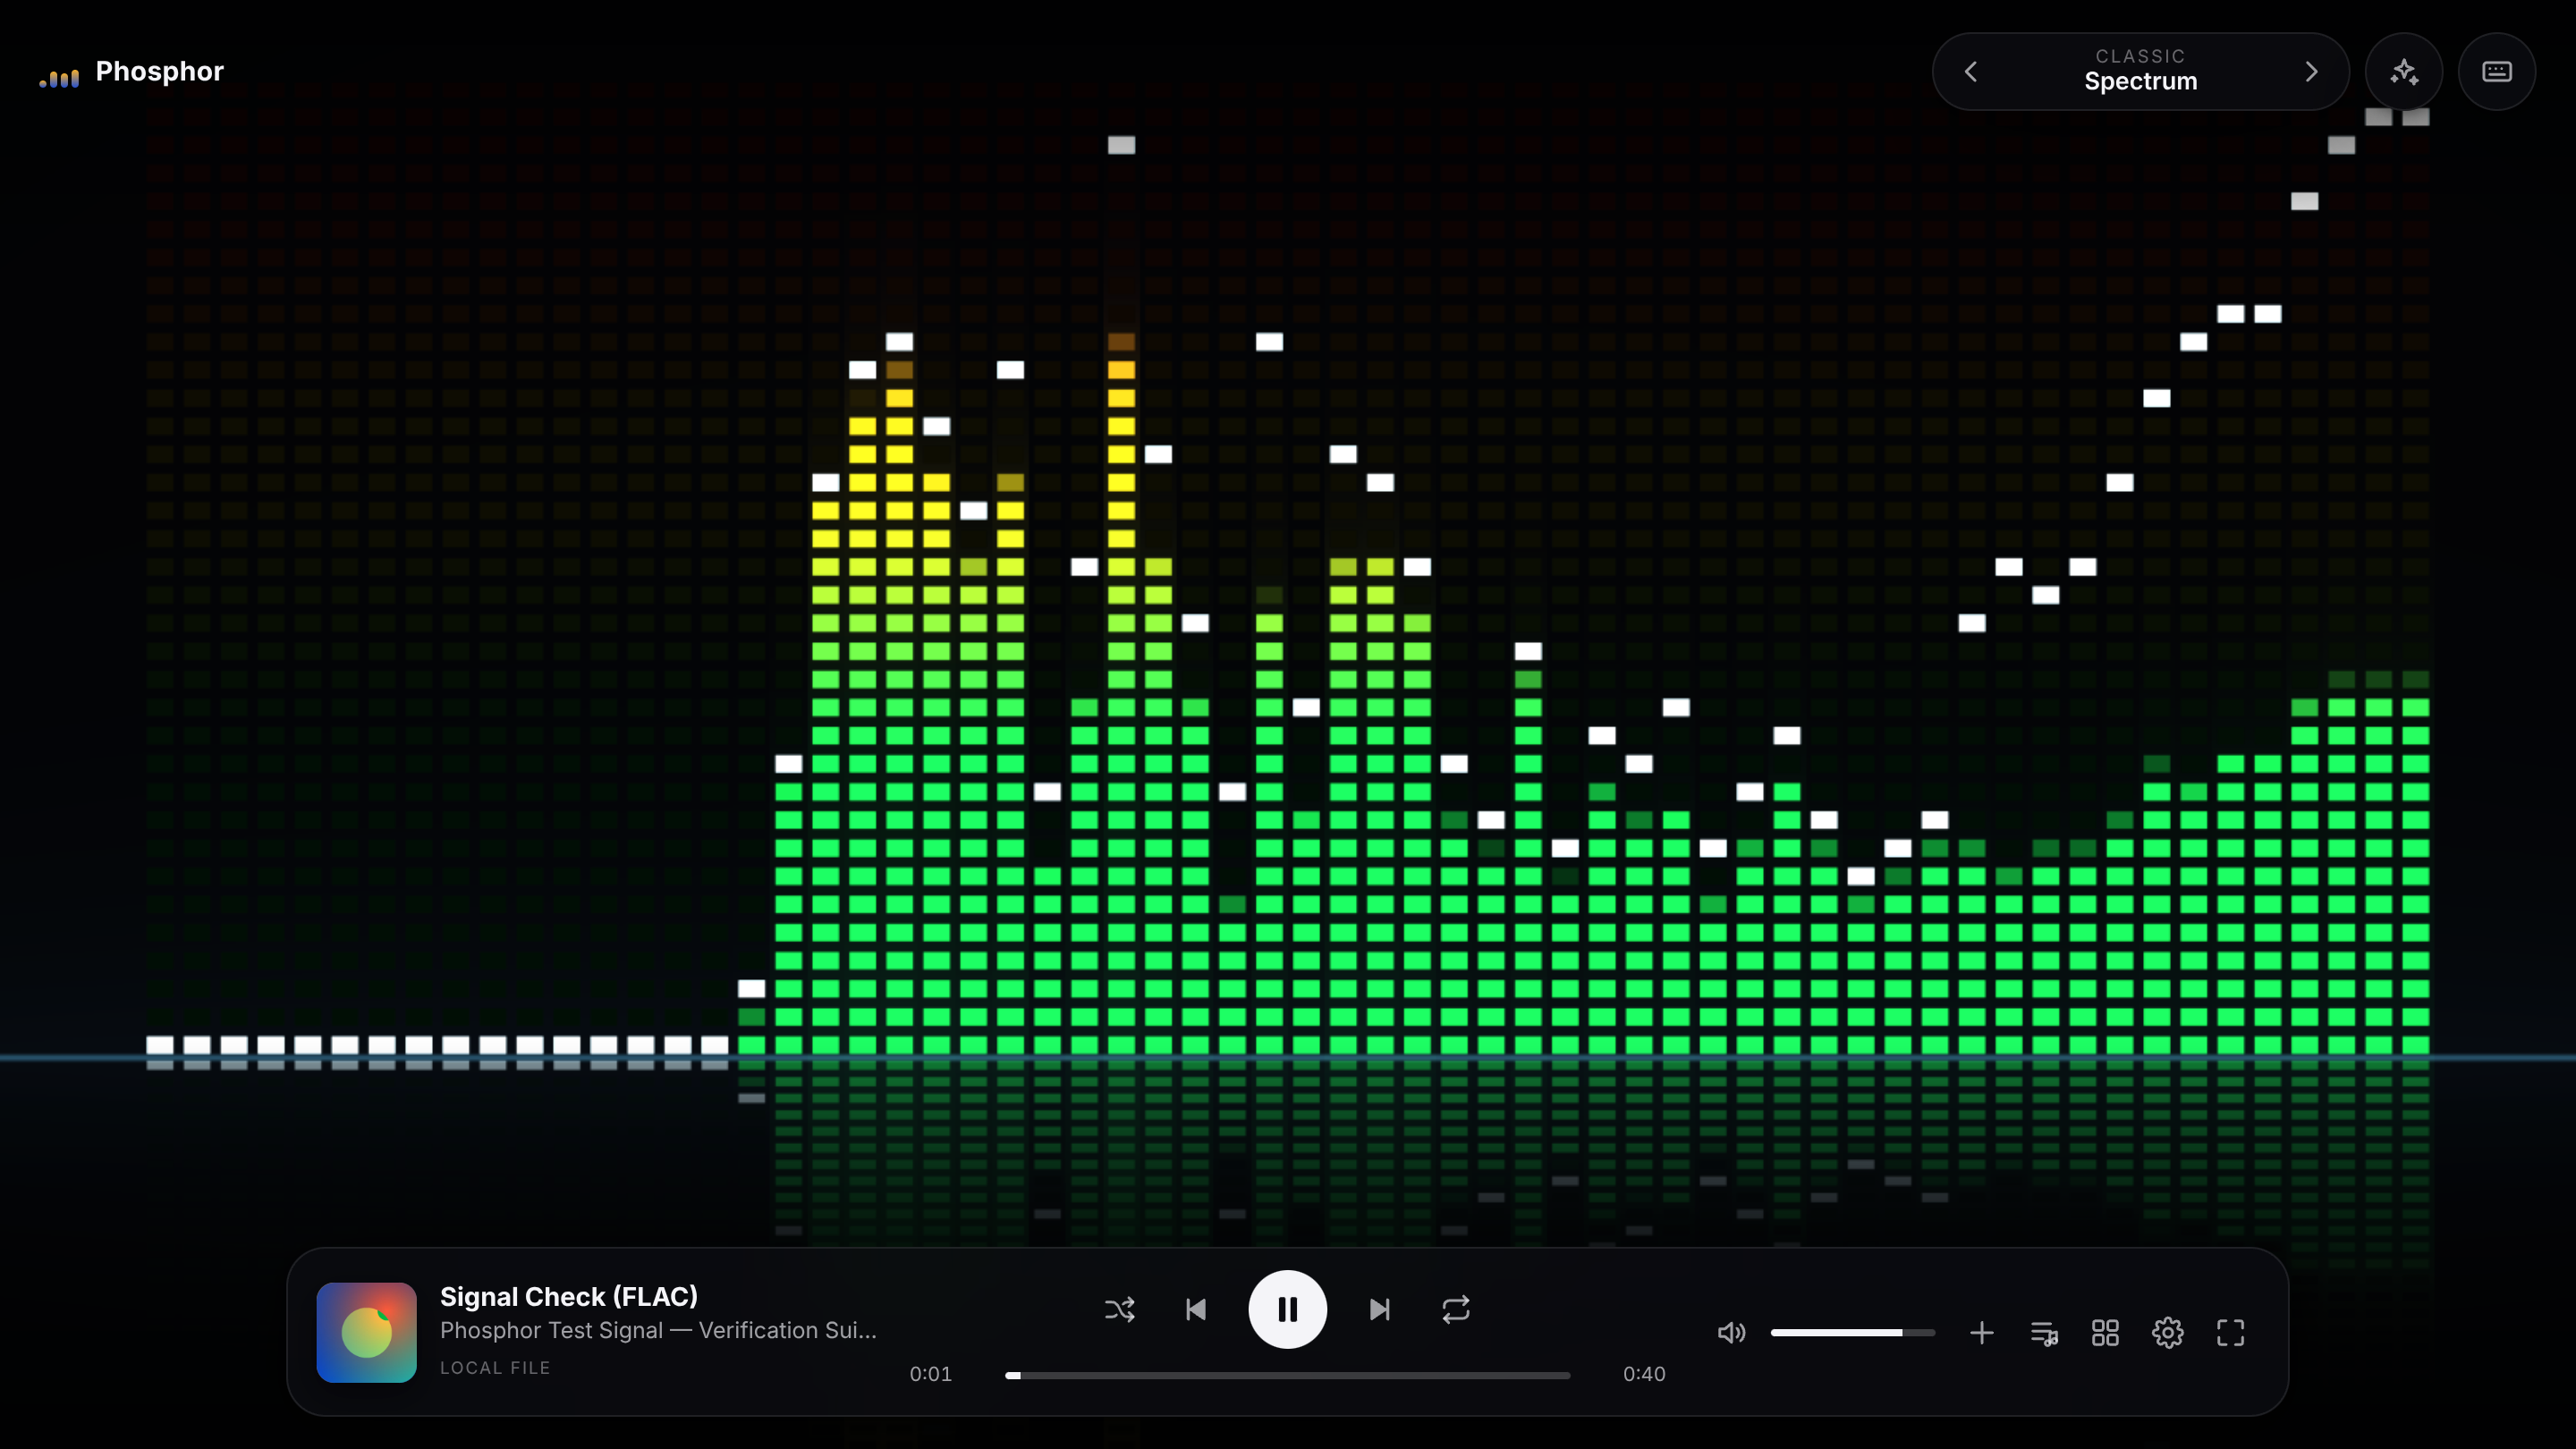 Phosphor
CLASSIC
Spectrum
Signal Check (FLAC)
Phosphor Test Signal — Verification Sui...
LOCAL FILE
0:01
0:40